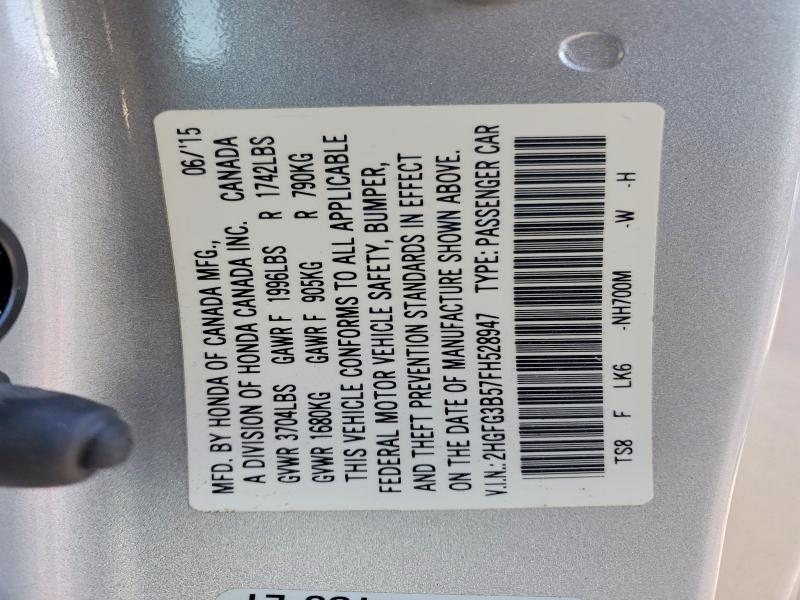 MFD. BY HONDA OF CANADA MFG., 06/'15
A DIVISION OF HONDA CANADA INC. CANADA
GVWR 3704LBS GAWR F 1996LBS R 1742LBS
GVWR 1680KG GAWR F 905KG R 790KG
THIS VEHICLE CONFORMS TO ALL APPLICABLE
FEDERAL MOTOR VEHICLE SAFETY, BUMPER,
AND THEFT PREVENTION STANDARDS IN EFFECT
ON THE DATE OF MANUFACTURE SHOWN ABOVE.
V.I.N.: 2HGFG3B57FH528947 TYPE: PASSENGER CAR
TS8 F LK6 -NH700M -W -H